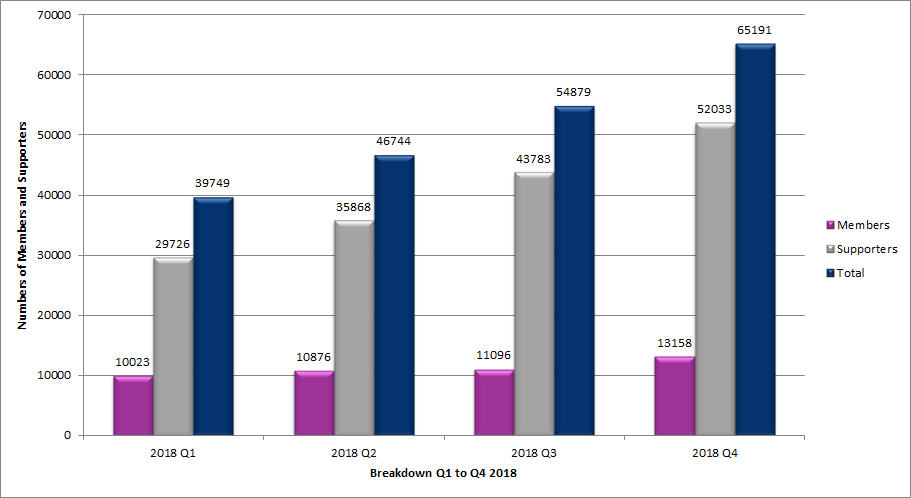 70000
60000
50000
40000
30000
20000
10000
0
Numbers of Members and Supporters
10023
29726
39749
10876
35868
46744
11096
43783
54879
13158
52033
65191
2018 Q1
2018 Q2
2018 Q3
2018 Q4
Breakdown Q1 to Q4 2018
Members
Supporters
Total